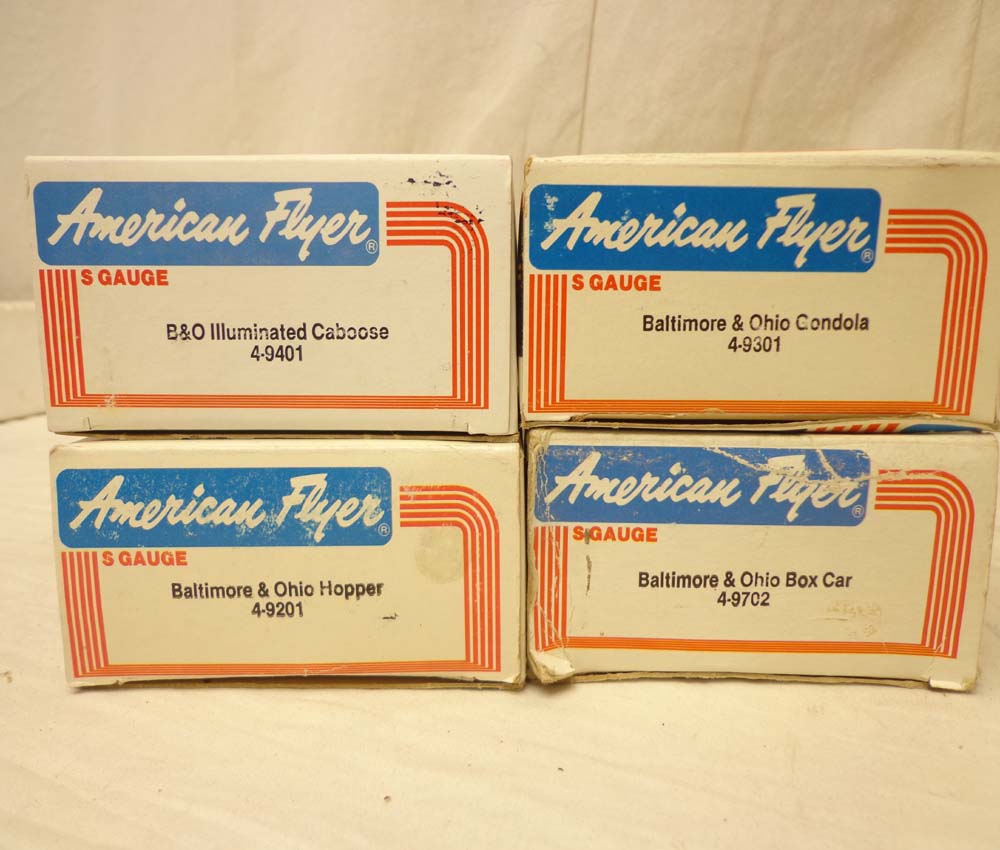 American Flyer®
S GAUGE
B&O Illuminated Caboose
4-9401
American Flyer®
S GAUGE
Baltimore & Ohio Gondola
4-9301
American Flyer®
S GAUGE
Baltimore & Ohio Hopper
4-9201
American Flyer®
S GAUGE
Baltimore & Ohio Box Car
4-9702